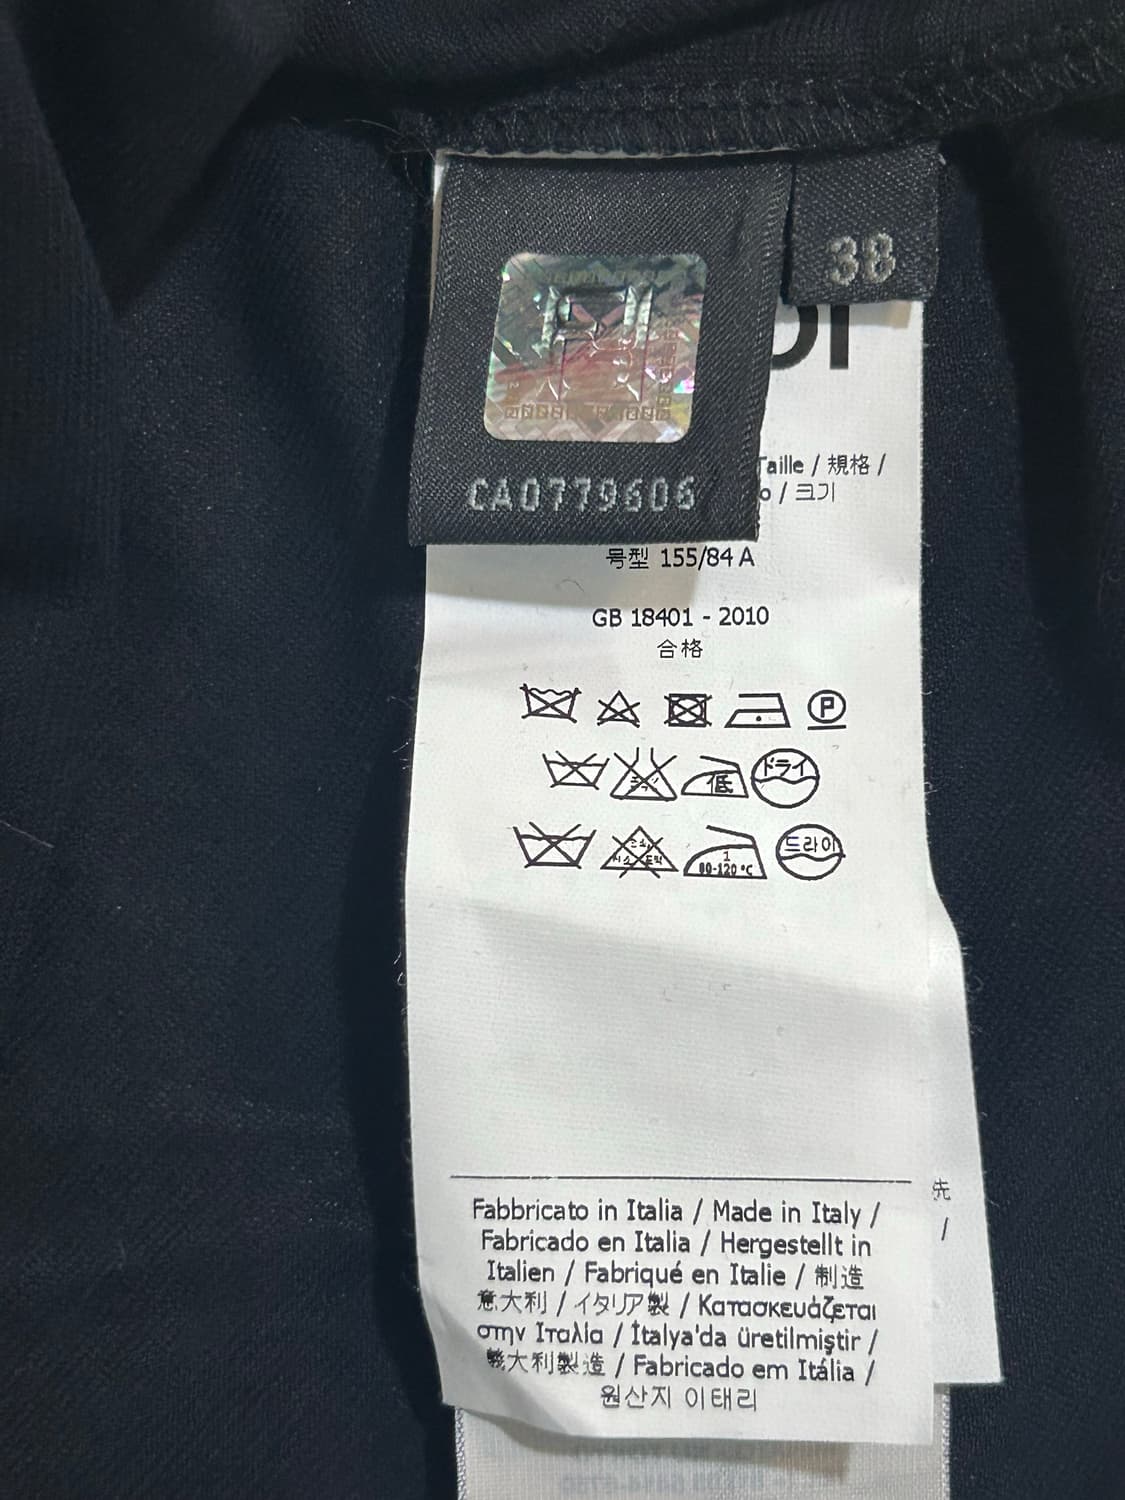 38
CA0779606
Taille / 規格 /
o / 크기
号型 155/84 A
GB 18401 - 2010
合格
P
ドライ
低
드라이
80-120 °C
Fabbricato in Italia / Made in Italy /
Fabricado en Italia / Hergestellt in
Italien / Fabriqué en Italie / 制造
意大利 / イタリア製 / Κατασκευάζεται
στην Ιταλία / İtalya'da üretilmiştir /
義大利製造 / Fabricado em Itália /
원산지 이태리
先
/